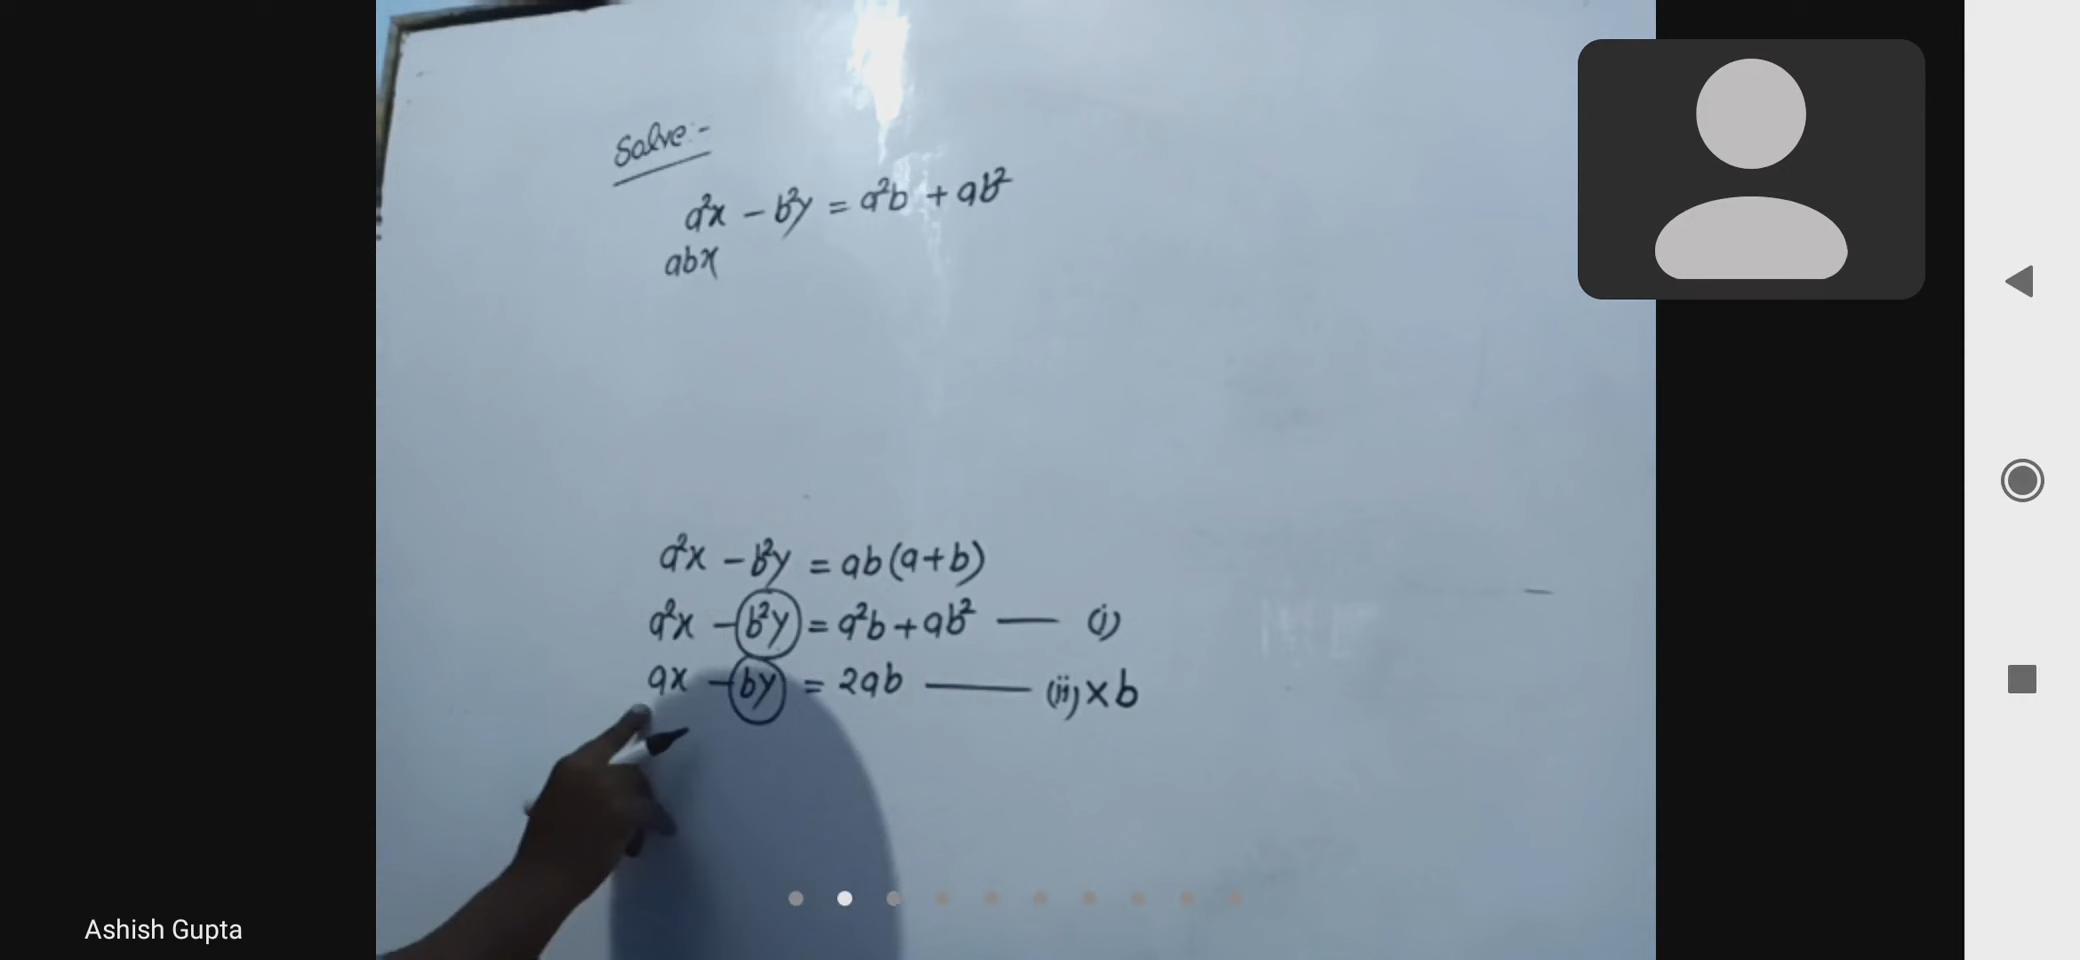 Solve:-
a²x - b²y = a²b + ab²
abx
a²x - b²y = ab(a+b)
a²x - b²y = a²b + ab² — (i)
ax - by = 2ab — (ii) × b
Ashish Gupta